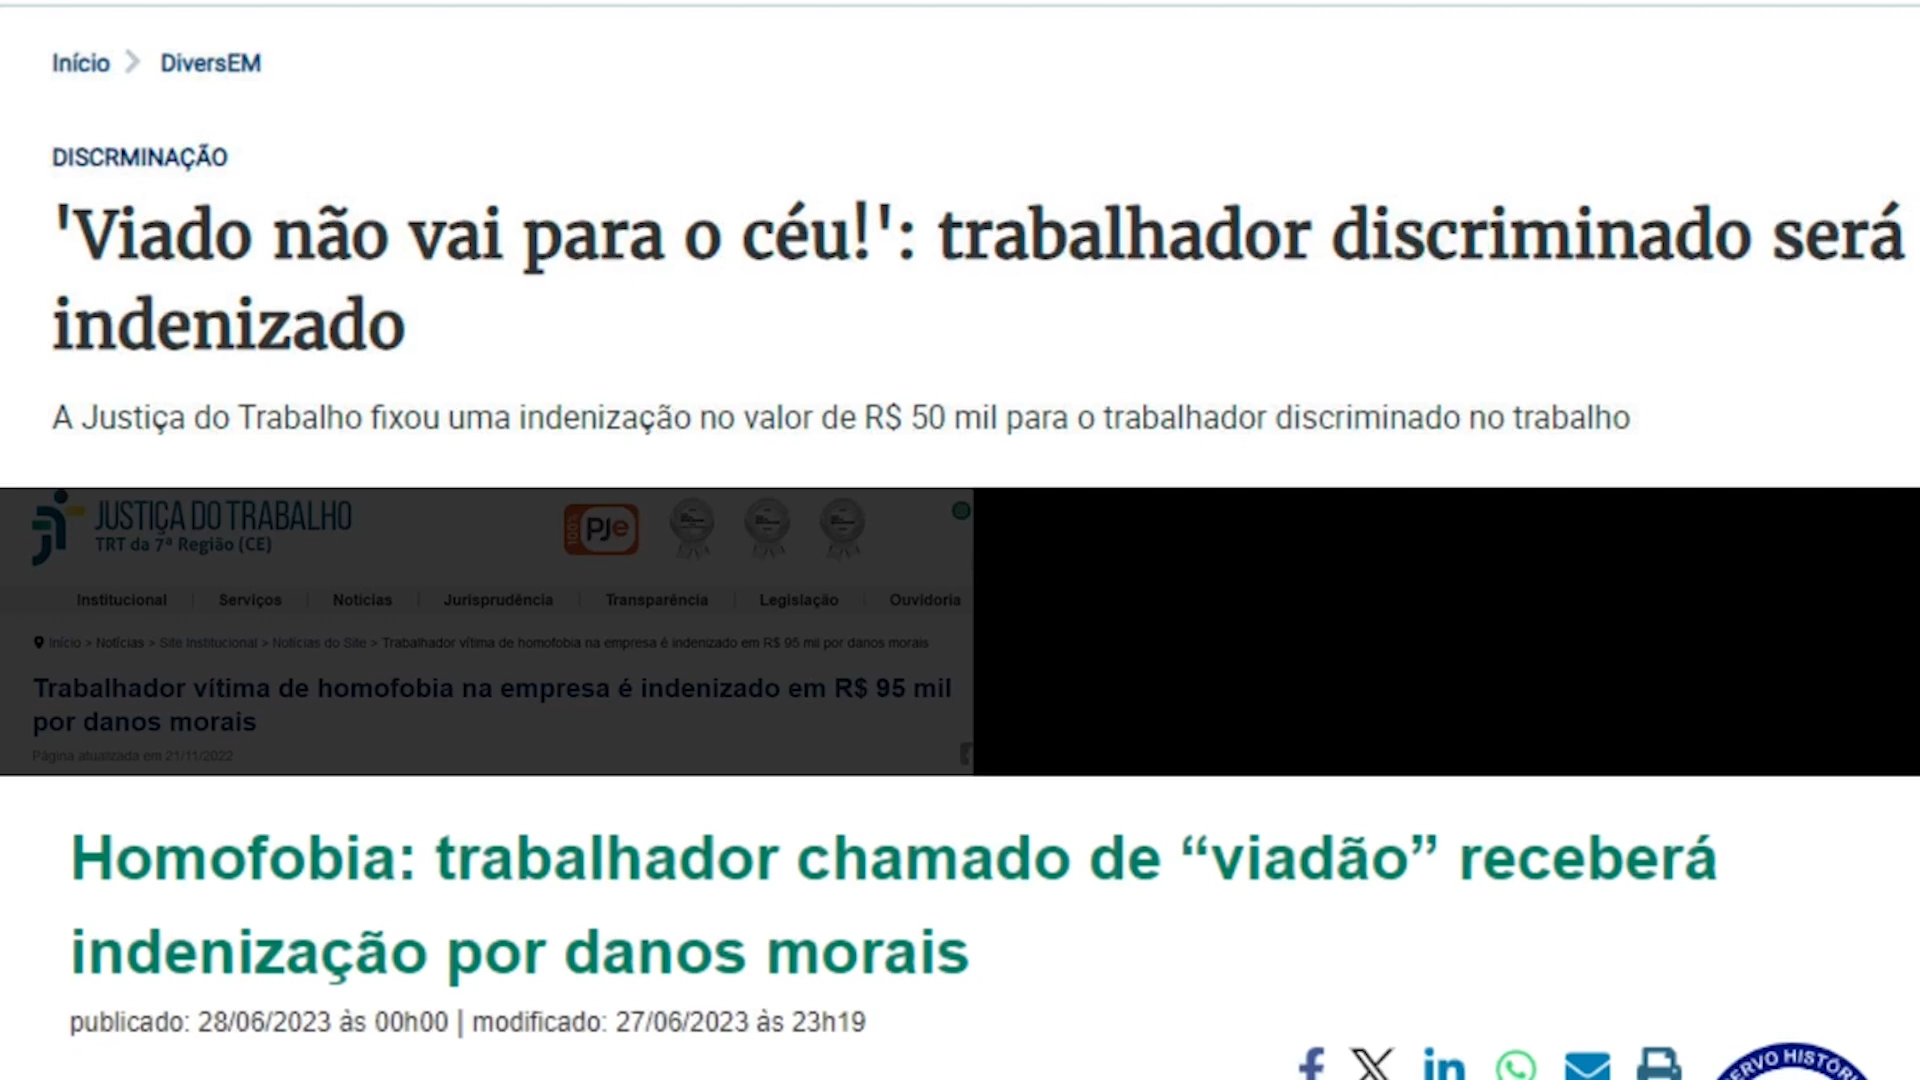 Início > DiversEM
DISCRMINAÇÃO
'Viado não vai para o céu!': trabalhador discriminado será
indenizado
A Justiça do Trabalho fixou uma indenização no valor de R$ 50 mil para o trabalhador discriminado no trabalho
JUSTIÇA DO TRABALHO
TRT da 7ª Região (CE)
100% PJe
Institucional | Serviços | Notícias | Jurisprudência | Transparência | Legislação | Ouvidoria
Início > Notícias > Site Institucional > Notícias do Site > Trabalhador vítima de homofobia na empresa é indenizado em R$ 95 mil por danos morais
Trabalhador vítima de homofobia na empresa é indenizado em R$ 95 mil
por danos morais
Página atualizada em 21/11/2022
Homofobia: trabalhador chamado de “viadão” receberá
indenização por danos morais
publicado: 28/06/2023 às 00h00 | modificado: 27/06/2023 às 23h19